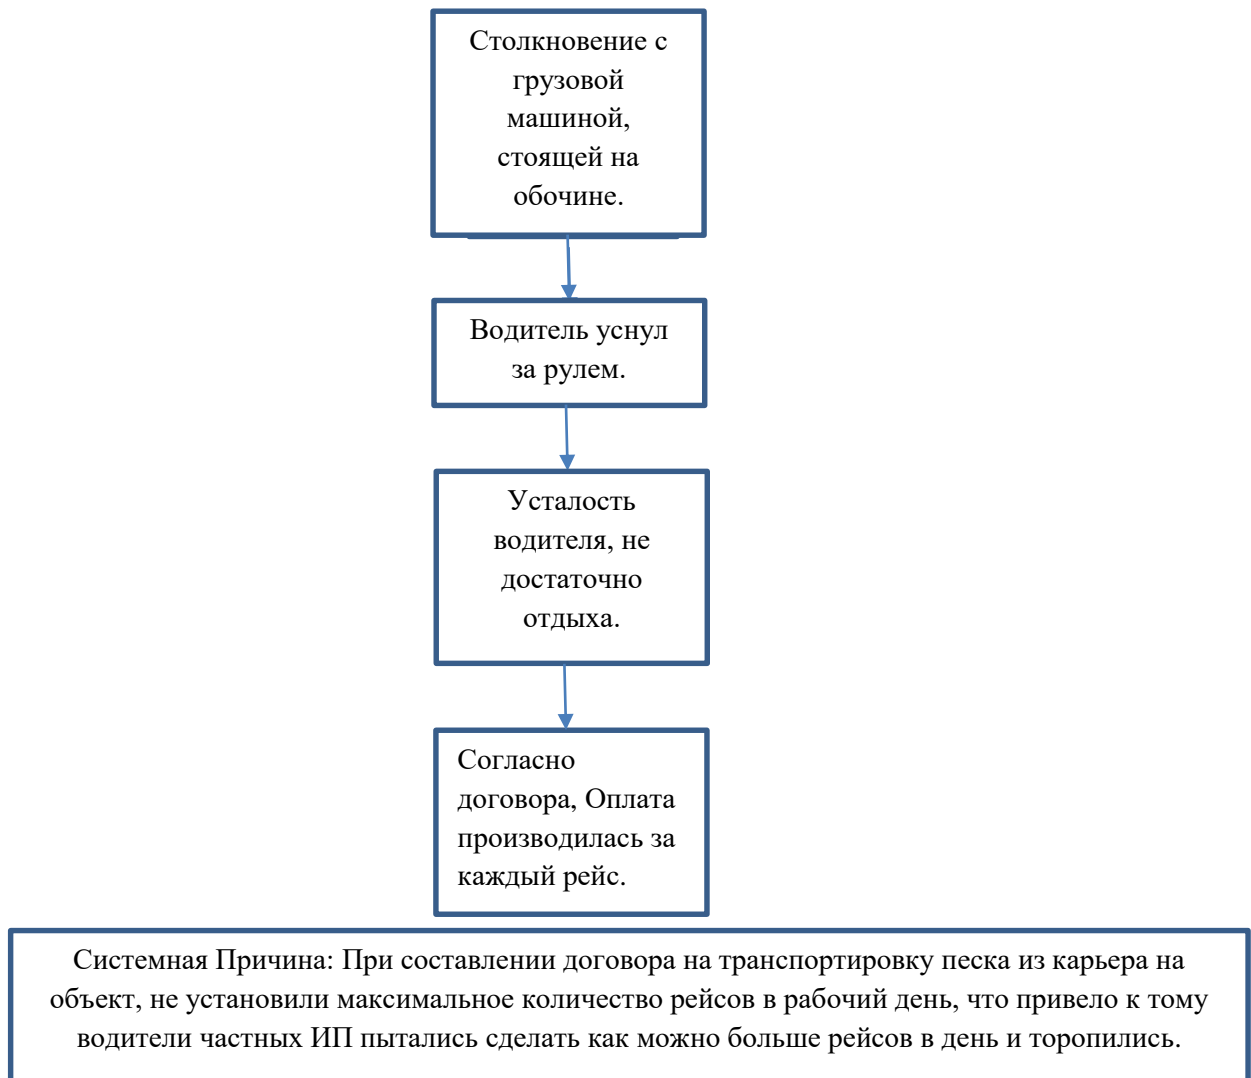 Столкновение с
грузовой
машиной,
стоящей на
обочине.
Водитель уснул
за рулем.
Усталость
водителя, не
достаточно
отдыха.
Согласно
договора, Оплата
производилась за
каждый рейс.
Системная Причина: При составлении договора на транспортировку песка из карьера на
объект, не установили максимальное количество рейсов в рабочий день, что привело к тому
водители частных ИП пытались сделать как можно больше рейсов в день и торопились.